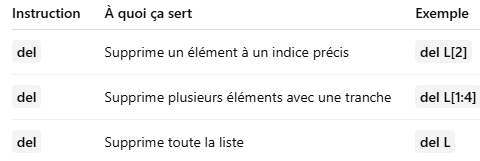 Instruction À quoi ça sert Exemple
del Supprime un élément à un indice précis del L[2]
del Supprime plusieurs éléments avec une tranche del L[1:4]
del Supprime toute la liste del L